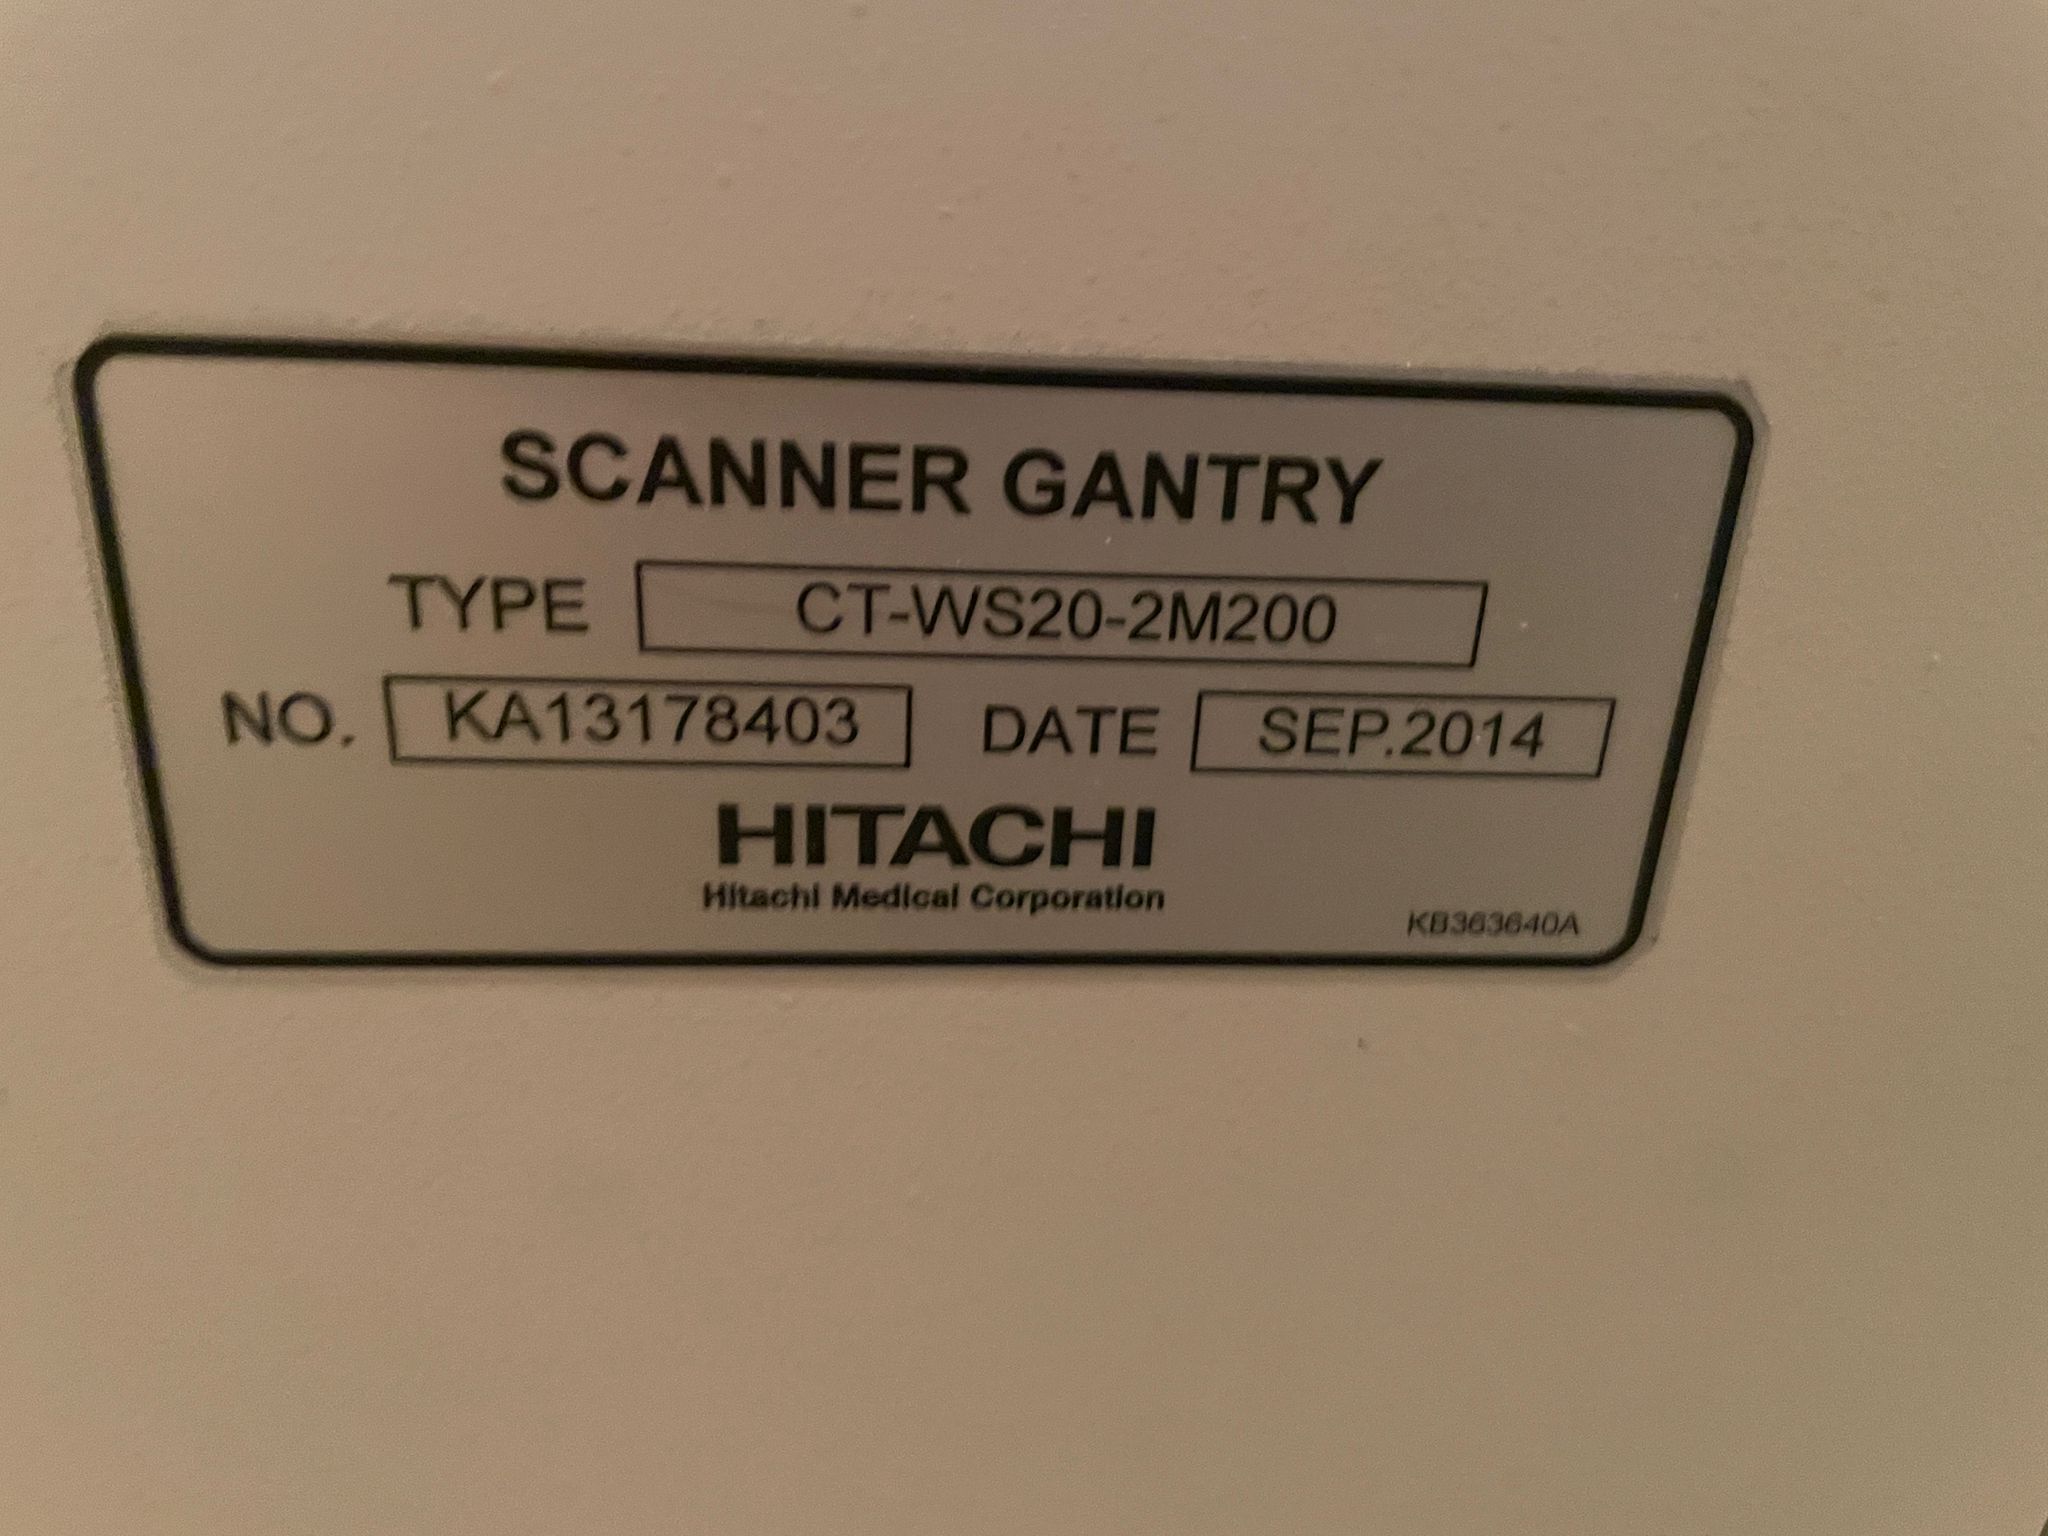 SCANNER GANTRY
TYPE CT-WS20-2M200
NO. KA13178403 DATE SEP.2014
HITACHI
Hitachi Medical Corporation
KB363640A